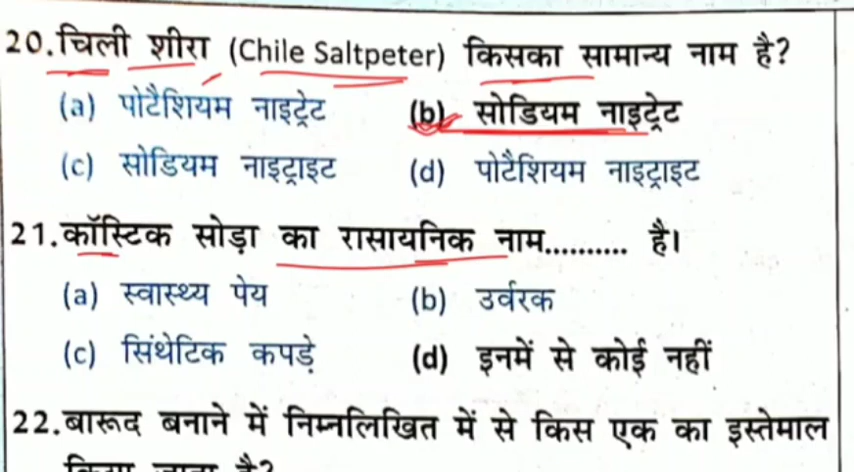 20.चिली शीरा (Chile Saltpeter) किसका सामान्य नाम है?
(a) पोटैशियम नाइट्रेट (b) सोडियम नाइट्रेट
(c) सोडियम नाइट्राइट (d) पोटैशियम नाइट्राइट
21.कॉस्टिक सोड़ा का रासायनिक नाम.......... है।
(a) स्वास्थ्य पेय (b) उर्वरक
(c) सिंथेटिक कपड़े (d) इनमें से कोई नहीं
22.बारूद बनाने में निम्नलिखित में से किस एक का इस्तेमाल
किया जाता है?